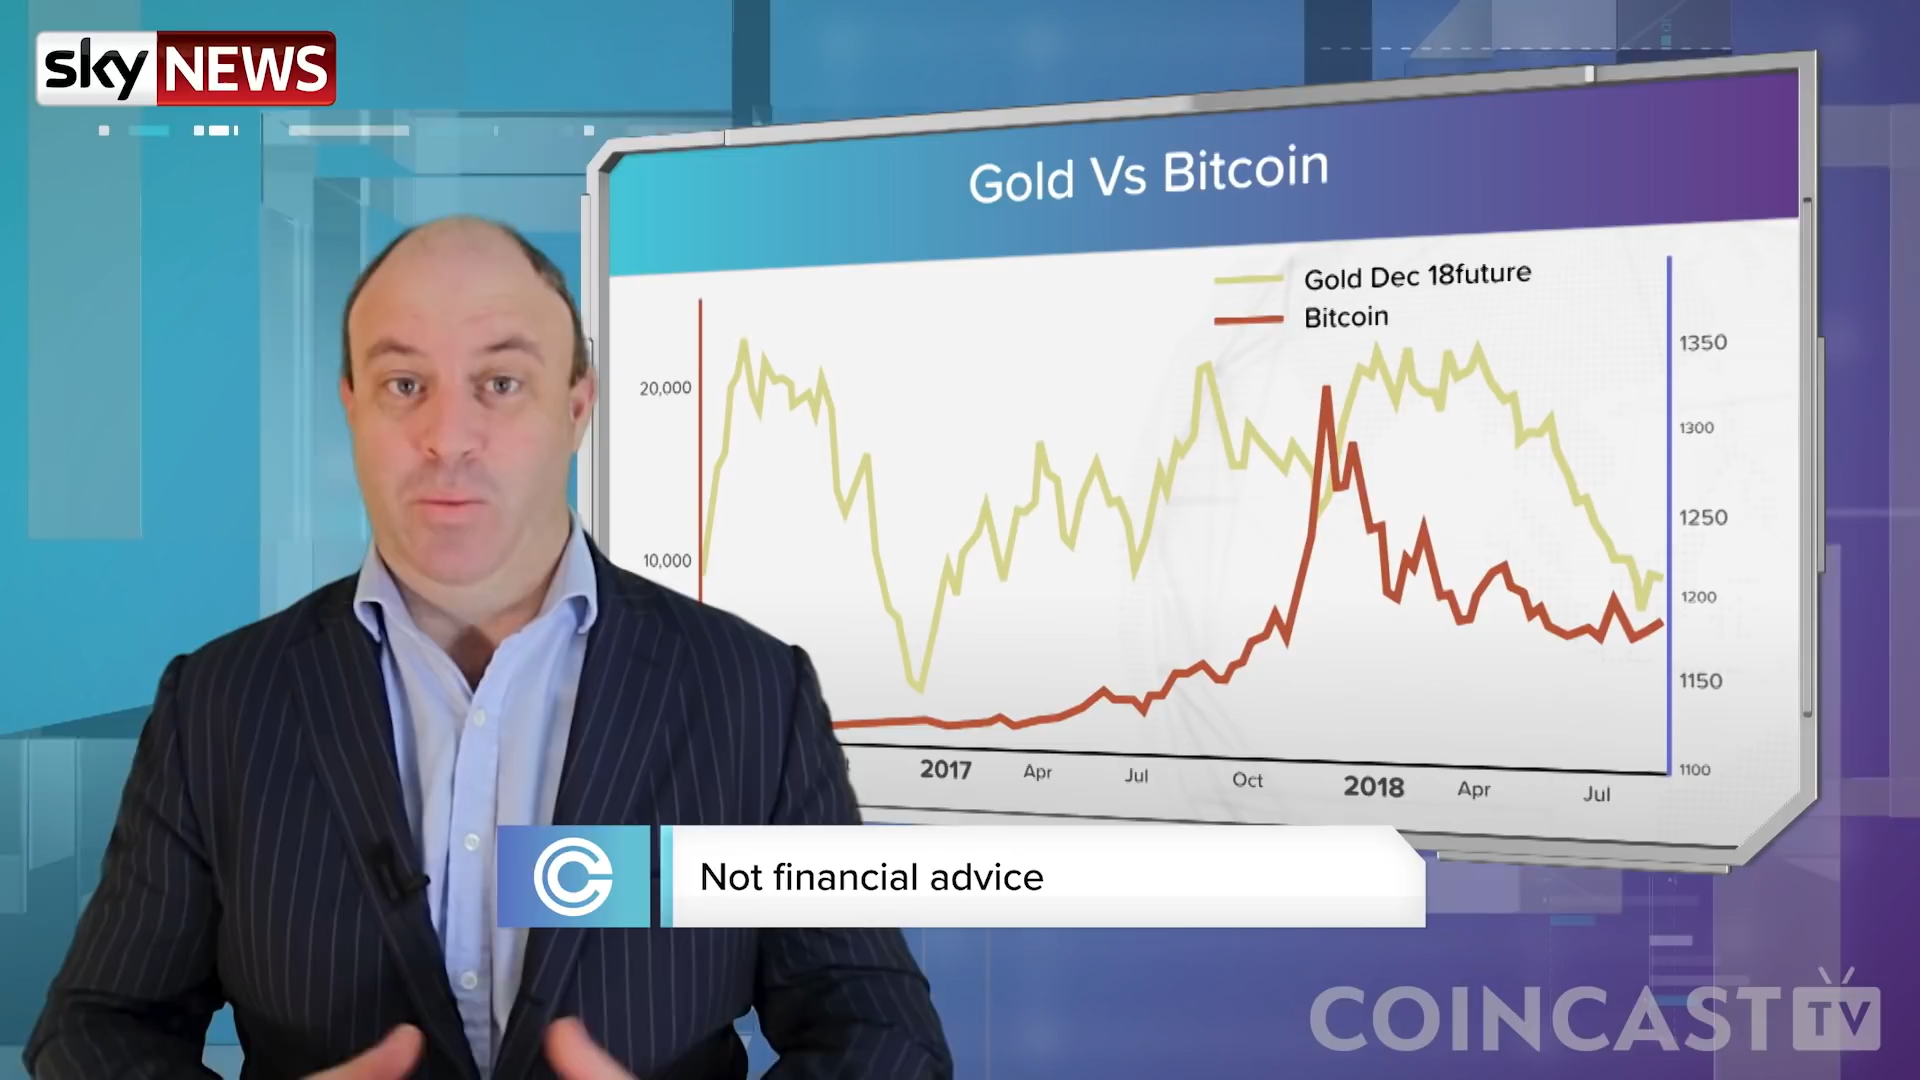 sky NEWS
Gold Vs Bitcoin
Gold Dec 18future
Bitcoin
20,000
10,000
1350
1300
1250
1200
1150
1100
2017
Apr
Jul
Oct
2018
Apr
Jul
Not financial advice
COINCAST TV